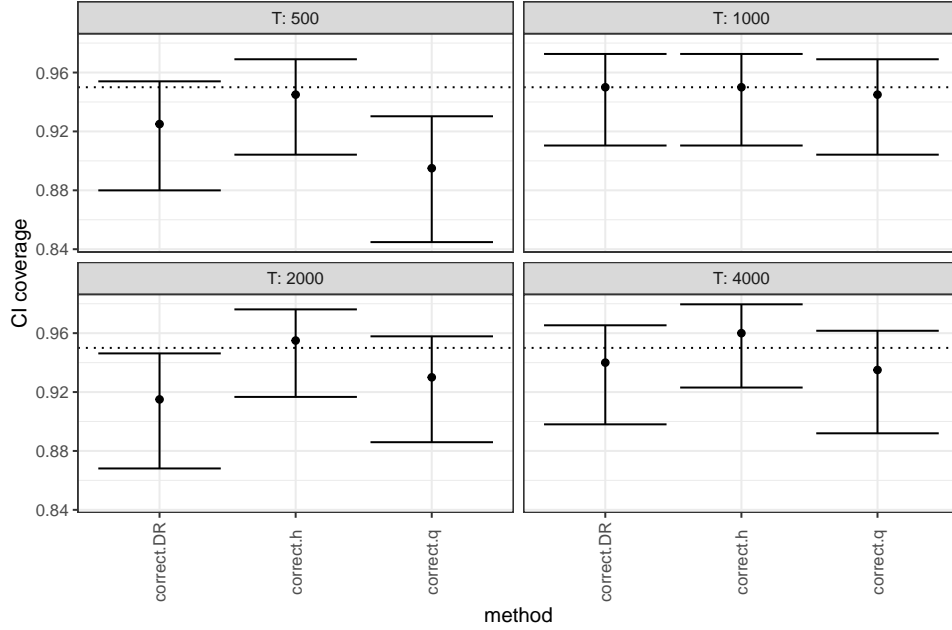 T: 500
T: 1000
0.96
0.92
0.88
0.84
T: 2000
T: 4000
0.96
0.92
0.88
0.84
CI coverage
correct.DR
correct.h
correct.q
correct.DR
correct.h
correct.q
method